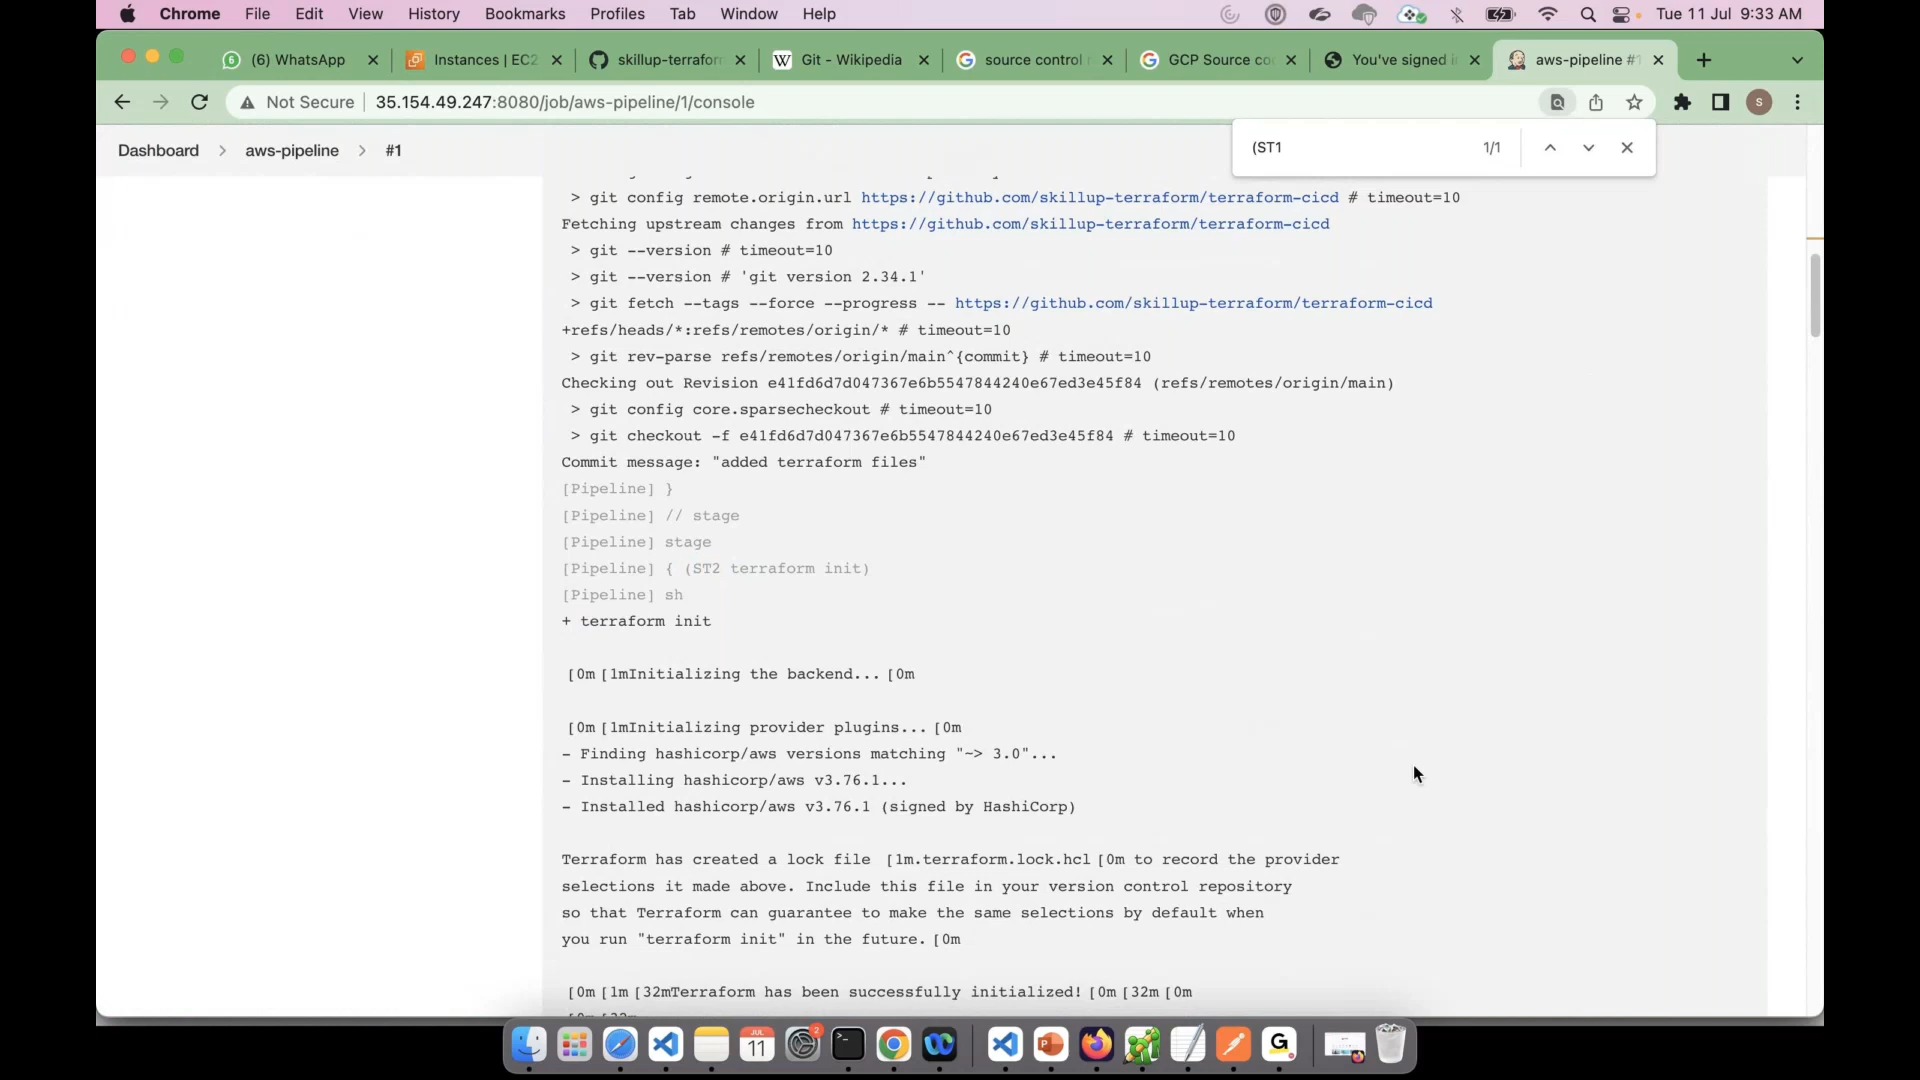 Chrome File Edit View History Bookmarks Profiles Tab Window Help Tue 11 Jul 9:33 AM
(6) WhatsApp Instances | EC2 skillup-terrafor Git - Wikipedia source control GCP Source co You've signed i aws-pipeline #1
Not Secure 35.154.49.247:8080/job/aws-pipeline/1/console S
(ST1 1/1
Dashboard > aws-pipeline > #1
> git config remote.origin.url https://github.com/skillup-terraform/terraform-cicd # timeout=10
Fetching upstream changes from https://github.com/skillup-terraform/terraform-cicd
> git --version # timeout=10
> git --version # 'git version 2.34.1'
> git fetch --tags --force --progress -- https://github.com/skillup-terraform/terraform-cicd
+refs/heads/*:refs/remotes/origin/* # timeout=10
> git rev-parse refs/remotes/origin/main^{commit} # timeout=10
Checking out Revision e41fd6d7d047367e6b5547844240e67ed3e45f84 (refs/remotes/origin/main)
> git config core.sparsecheckout # timeout=10
> git checkout -f e41fd6d7d047367e6b5547844240e67ed3e45f84 # timeout=10
Commit message: "added terraform files"
[Pipeline] }
[Pipeline] // stage
[Pipeline] stage
[Pipeline] { (ST2 terraform init)
[Pipeline] sh
+ terraform init
[0m [1mInitializing the backend... [0m
[0m [1mInitializing provider plugins... [0m
- Finding hashicorp/aws versions matching "~> 3.0"...
- Installing hashicorp/aws v3.76.1...
- Installed hashicorp/aws v3.76.1 (signed by HashiCorp)
Terraform has created a lock file [1m.terraform.lock.hcl [0m to record the provider
selections it made above. Include this file in your version control repository
so that Terraform can guarantee to make the same selections by default when
you run "terraform init" in the future. [0m
[0m [1m [32mTerraform has been successfully initialized! [0m [32m [0m
JUL
11
2